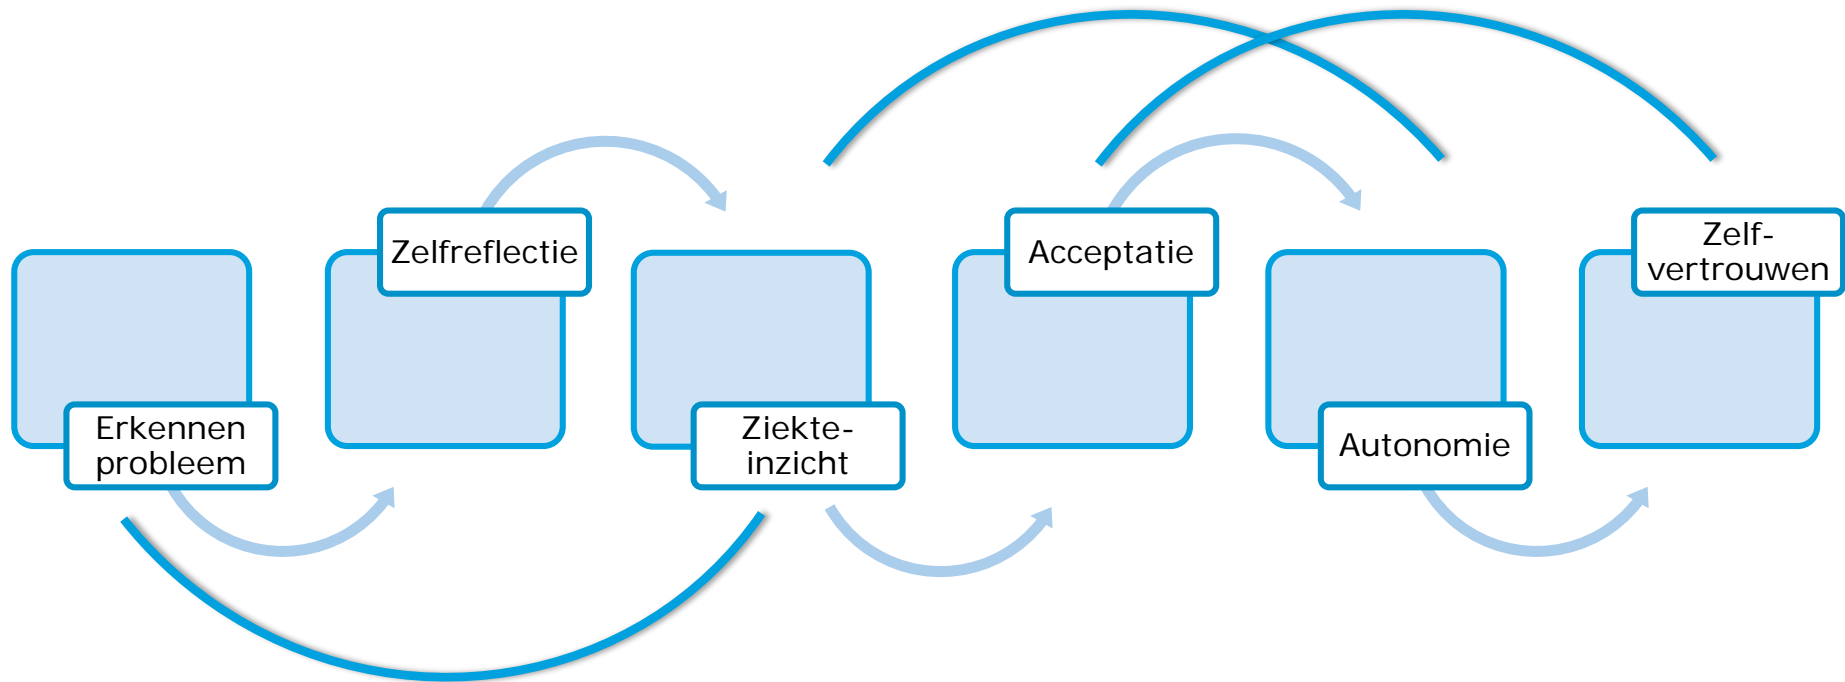 Erkennen
probleem
Zelfreflectie
Ziekte-
inzicht
Acceptatie
Autonomie
Zelf-
vertrouwen